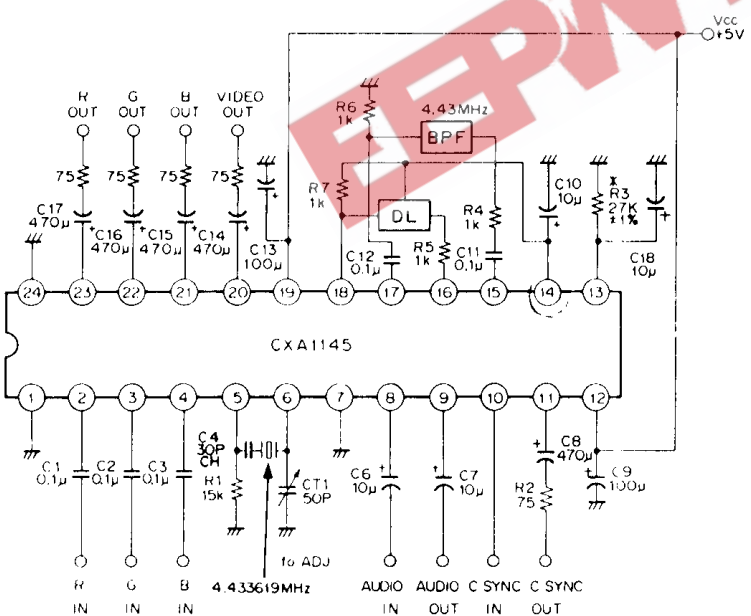 EEPW
Vcc
+5V
R G B VIDEO
OUT OUT OUT OUT
R6
1k
4.43MHz
BPF
75 75 75 75
R7
1k
DL
R4
1k
C10
10μ
*
R3
27K
±1%
C17
470μ
C16
470μ
C15
470μ
C14
470μ
C13
100μ
C12
0.1μ
R5
1k
C11
0.1μ
C18
10μ
24 23 22 21 20 19 18 17 16 15 14 13
CXA1145
1 2 3 4 5 6 7 8 9 10 11 12
C1
0.1μ
C2
0.1μ
C3
0.1μ
C4
30P
CH
R1
15k
CT1
50P
C6
10μ
C7
10μ
C8
470μ
R2
75
C9
100μ
to ADJ
4.433619MHz
R G B AUDIO AUDIO C SYNC C SYNC
IN IN IN IN OUT IN OUT